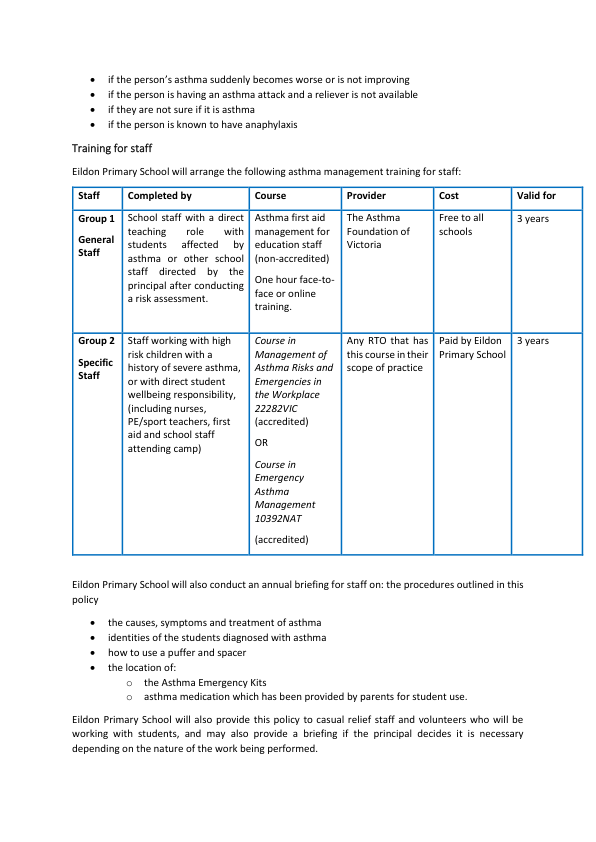 • if the person’s asthma suddenly becomes worse or is not improving
• if the person is having an asthma attack and a reliever is not available
• if they are not sure if it is asthma
• if the person is known to have anaphylaxis
Training for staff
Eildon Primary School will arrange the following asthma management training for staff:
Staff Completed by Course Provider Cost Valid for
Group 1
General
Staff
School staff with a direct
teaching role with
students affected by
asthma or other school
staff directed by the
principal after conducting
a risk assessment.
Asthma first aid
management for
education staff
(non-accredited)
One hour face-to-
face or online
training.
The Asthma
Foundation of
Victoria
Free to all
schools
3 years
Group 2
Specific
Staff
Staff working with high
risk children with a
history of severe asthma,
or with direct student
wellbeing responsibility,
(including nurses,
PE/sport teachers, first
aid and school staff
attending camp)
Course in
Management of
Asthma Risks and
Emergencies in
the Workplace
22282VIC
(accredited)
OR
Course in
Emergency
Asthma
Management
10392NAT
(accredited)
Any RTO that has
this course in their
scope of practice
Paid by Eildon
Primary School
3 years
Eildon Primary School will also conduct an annual briefing for staff on: the procedures outlined in this
policy
• the causes, symptoms and treatment of asthma
• identities of the students diagnosed with asthma
• how to use a puffer and spacer
• the location of:
o the Asthma Emergency Kits
o asthma medication which has been provided by parents for student use.
Eildon Primary School will also provide this policy to casual relief staff and volunteers who will be
working with students, and may also provide a briefing if the principal decides it is necessary
depending on the nature of the work being performed.